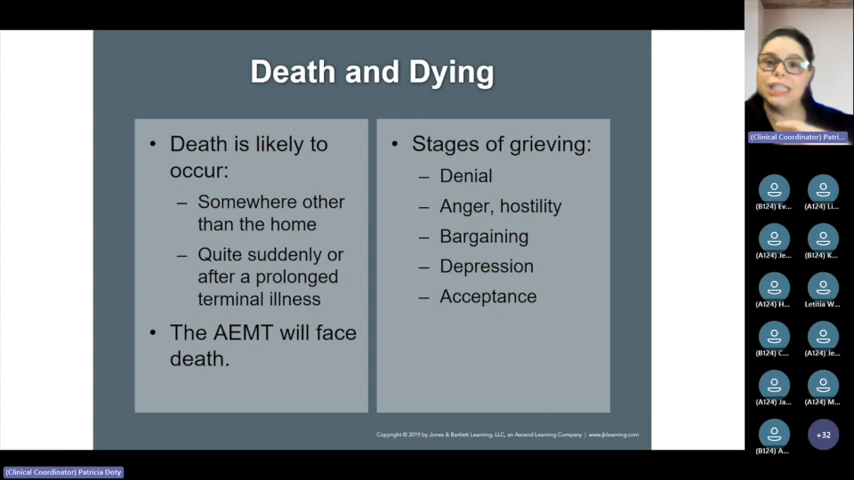 Death and Dying
• Death is likely to
occur:
– Somewhere other
than the home
– Quite suddenly or
after a prolonged
terminal illness
• The AEMT will face
death.
• Stages of grieving:
– Denial
– Anger, hostility
– Bargaining
– Depression
– Acceptance
Copyright © 2019 by Jones & Bartlett Learning, LLC, an Ascend Learning Company | www.jblearning.com
(Clinical Coordinator) Patricia Doty
(Clinical Coordinator) Patri...
(B124) Ev...
(A124) Li...
(A124) Je...
(B124) K...
(A124) H...
Letitia W...
(B124) C...
(A124) Je...
(A124) Ja...
(A124) M...
(B124) A...
+32